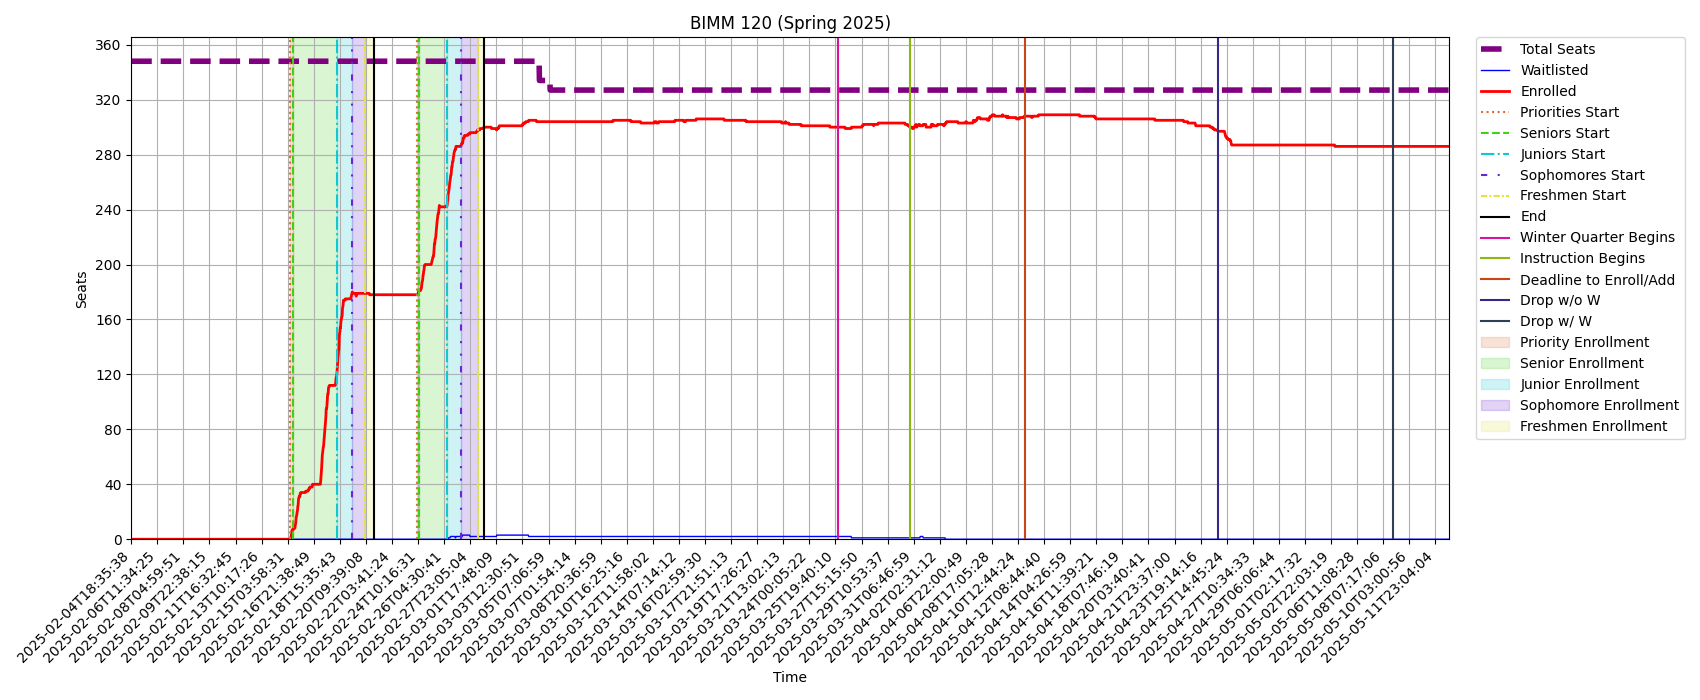 BIMM 120 (Spring 2025)
360
320
280
240
200
160
120
80
40
0
Seats
2025-02-04T18:35:38
2025-02-06T11:34:25
2025-02-08T04:59:51
2025-02-09T22:38:15
2025-02-11T16:32:45
2025-02-13T10:17:26
2025-02-15T03:58:31
2025-02-16T21:38:49
2025-02-18T15:35:43
2025-02-20T09:39:08
2025-02-22T03:41:24
2025-02-24T10:16:31
2025-02-26T04:30:41
2025-02-27T23:05:04
2025-03-01T17:48:09
2025-03-03T12:30:51
2025-03-05T07:06:59
2025-03-07T01:54:14
2025-03-08T20:36:59
2025-03-10T16:25:16
2025-03-12T11:58:02
2025-03-14T07:14:12
2025-03-16T02:59:30
2025-03-17T21:51:13
2025-03-19T17:26:27
2025-03-21T13:02:13
2025-03-24T00:05:22
2025-03-25T19:40:10
2025-03-27T15:15:50
2025-03-29T10:53:37
2025-03-31T06:46:59
2025-04-02T02:31:12
2025-04-06T22:00:49
2025-04-08T17:05:28
2025-04-10T12:44:24
2025-04-12T08:44:40
2025-04-14T04:26:59
2025-04-16T11:39:21
2025-04-18T07:46:19
2025-04-20T03:40:41
2025-04-21T23:37:00
2025-04-23T19:14:16
2025-04-25T14:45:24
2025-04-27T10:34:33
2025-04-29T06:06:44
2025-05-01T02:17:32
2025-05-02T22:03:19
2025-05-06T11:08:28
2025-05-08T07:17:06
2025-05-10T03:00:56
2025-05-11T23:04:04
Time
Total Seats
Waitlisted
Enrolled
Priorities Start
Seniors Start
Juniors Start
Sophomores Start
Freshmen Start
End
Winter Quarter Begins
Instruction Begins
Deadline to Enroll/Add
Drop w/o W
Drop w/ W
Priority Enrollment
Senior Enrollment
Junior Enrollment
Sophomore Enrollment
Freshmen Enrollment